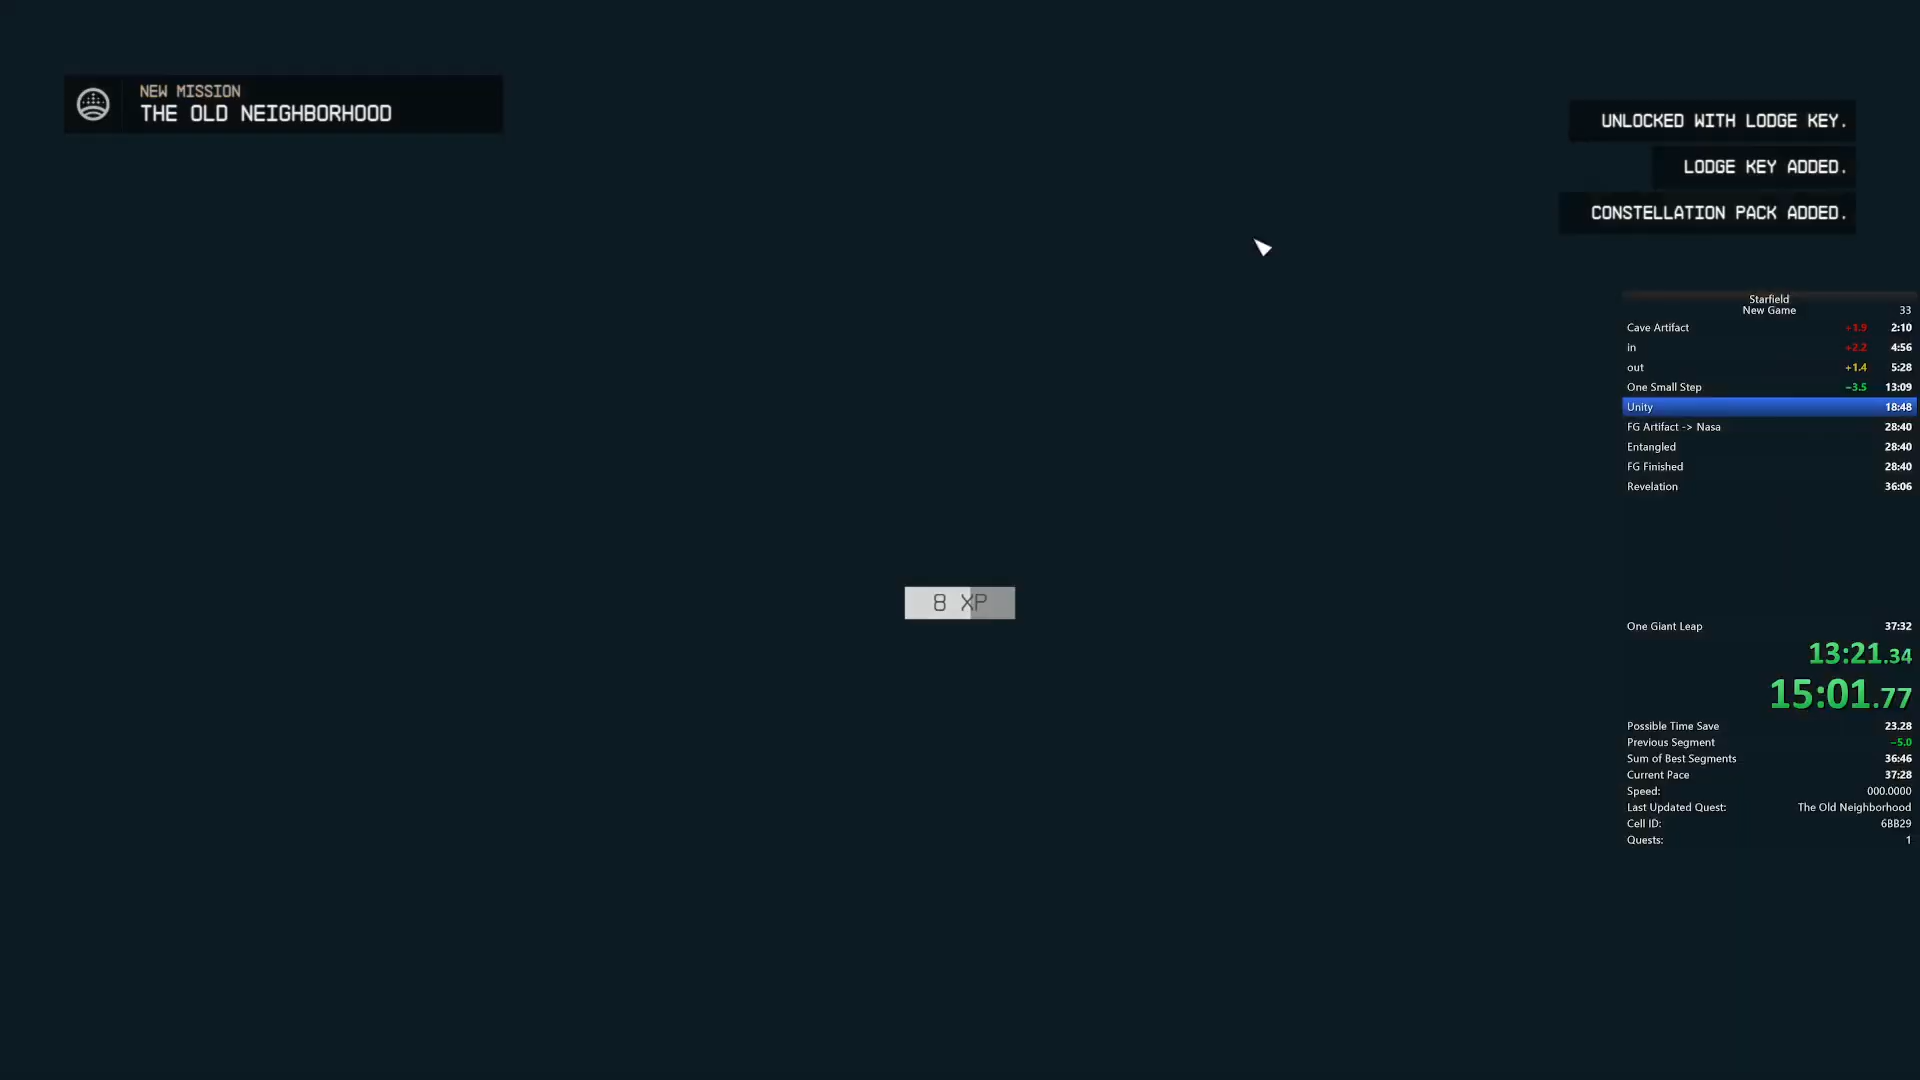 NEW MISSION
THE OLD NEIGHBORHOOD
UNLOCKED WITH LODGE KEY.
LODGE KEY ADDED.
CONSTELLATION PACK ADDED.
Starfield
New Game 33
Cave Artifact +1.9 2:10
in +2.2 4:56
out +1.4 5:28
One Small Step −3.5 13:09
Unity 18:48
FG Artifact -> Nasa 28:40
Entangled 28:40
FG Finished 28:40
Revelation 36:06
8 XP
One Giant Leap 37:32
13:21.34
15:01.77
Possible Time Save 23.28
Previous Segment −5.0
Sum of Best Segments 36:46
Current Pace 37:28
Speed: 000.0000
Last Updated Quest: The Old Neighborhood
Cell ID: 6BB29
Quests: 1